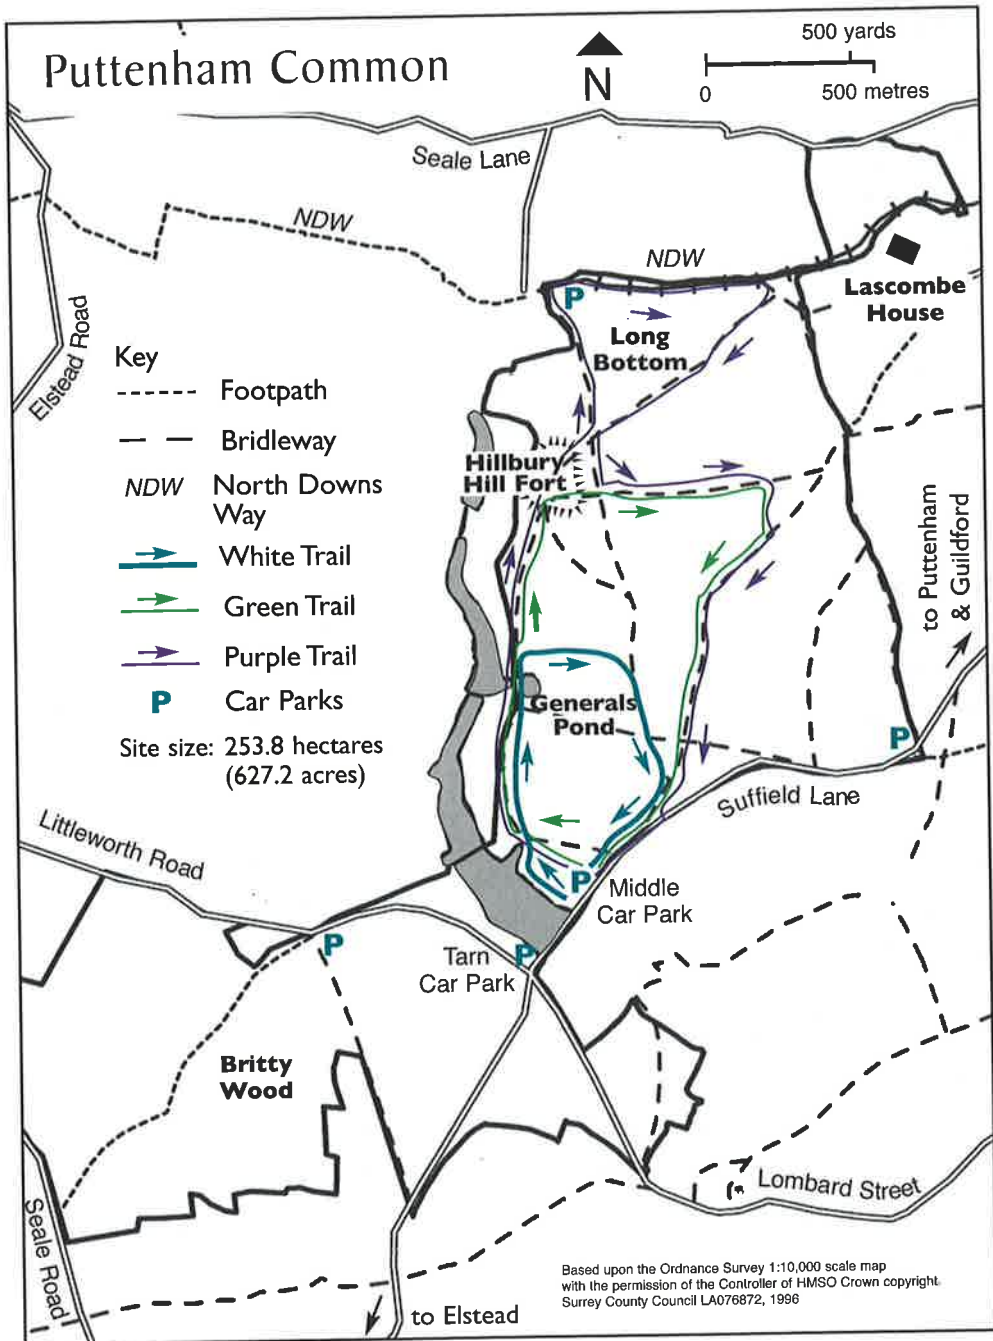 Puttenham Common
N
500 yards
0
500 metres
Seale Lane
NDW
NDW
Lascombe
House
P
Long
Bottom
Elstead Road
Key
Footpath
Bridleway
NDW North Downs
Way
White Trail
Green Trail
Purple Trail
P Car Parks
Site size: 253.8 hectares
(627.2 acres)
Hillbury
Hill Fort
to Puttenham
& Guildford
Generals
Pond
P
Suffield Lane
Littleworth Road
P
Middle
Car Park
P
P
Tarn
Car Park
Britty
Wood
Lombard Street
Seale Road
Based upon the Ordnance Survey 1:10,000 scale map
with the permission of the Controller of HMSO Crown copyright.
Surrey County Council LA076872, 1996
to Elstead